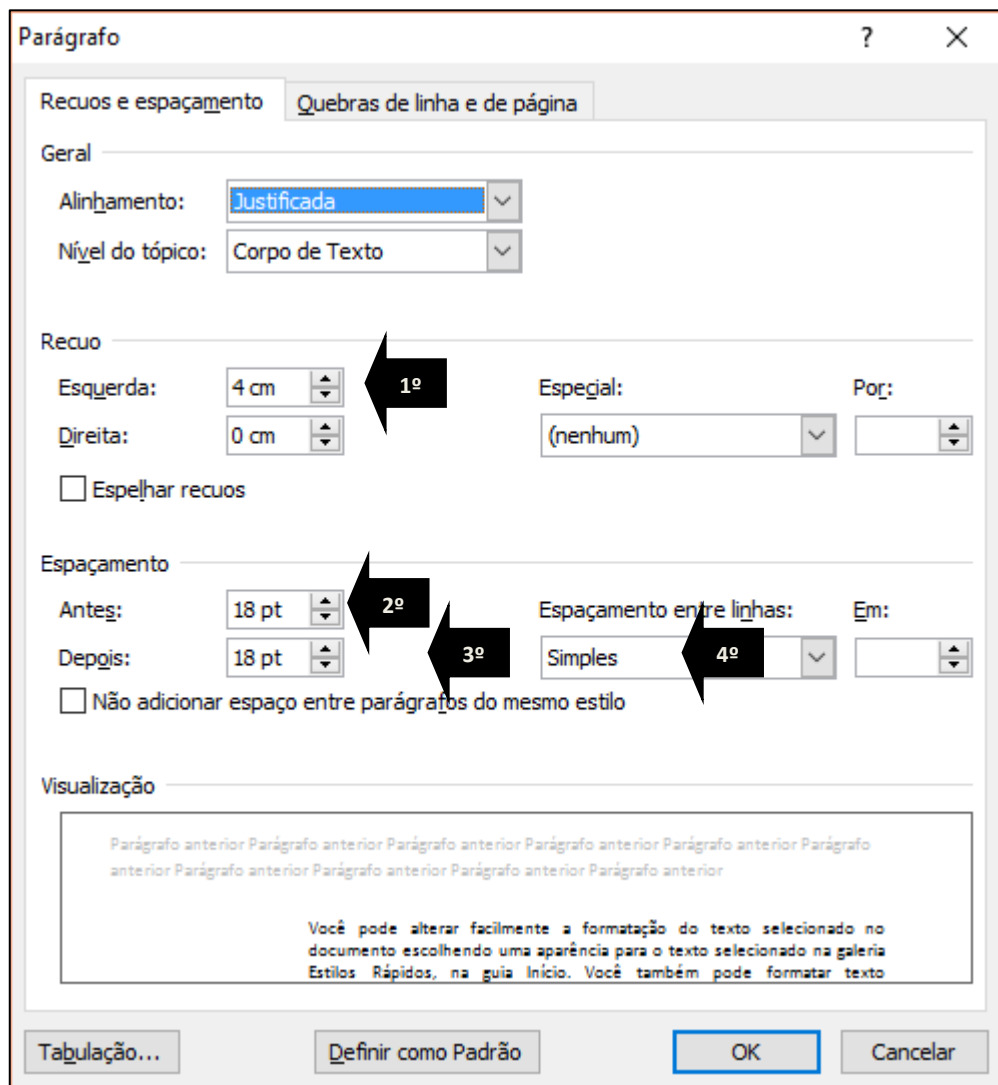 Parágrafo ?
Recuos e espaçamento Quebras de linha e de página
Geral
Alinhamento: Justificada
Nível do tópico: Corpo de Texto
Recuo
Esquerda: 4 cm 1º Especial: Por:
Direita: 0 cm (nenhum)
Espelhar recuos
Espaçamento
Antes: 18 pt 2º Espaçamento entre linhas: Em:
Depois: 18 pt 3º Simples 4º
Não adicionar espaço entre parágrafos do mesmo estilo
Visualização
Parágrafo anterior Parágrafo anterior Parágrafo anterior Parágrafo anterior Parágrafo anterior Parágrafo
anterior Parágrafo anterior Parágrafo anterior Parágrafo anterior Parágrafo anterior
Você pode alterar facilmente a formatação do texto selecionado no
documento escolhendo uma aparência para o texto selecionado na galeria
Estilos Rápidos, na guia Início. Você também pode formatar texto
Tabulação... Definir como Padrão OK Cancelar